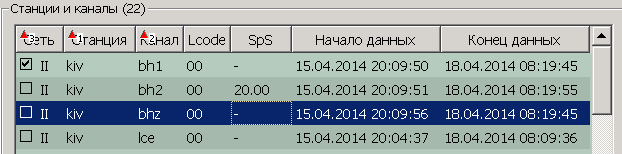 Станции и каналы (22)
Сеть Станция Канал Lcode SpS Начало данных Конец данных
II kiv bh1 00 - 15.04.2014 20:09:50 18.04.2014 08:19:45
II kiv bh2 00 20.00 15.04.2014 20:09:51 18.04.2014 08:19:55
II kiv bhz 00 - 15.04.2014 20:09:56 18.04.2014 08:19:45
II kiv lce 00 - 15.04.2014 20:04:37 18.04.2014 08:09:36